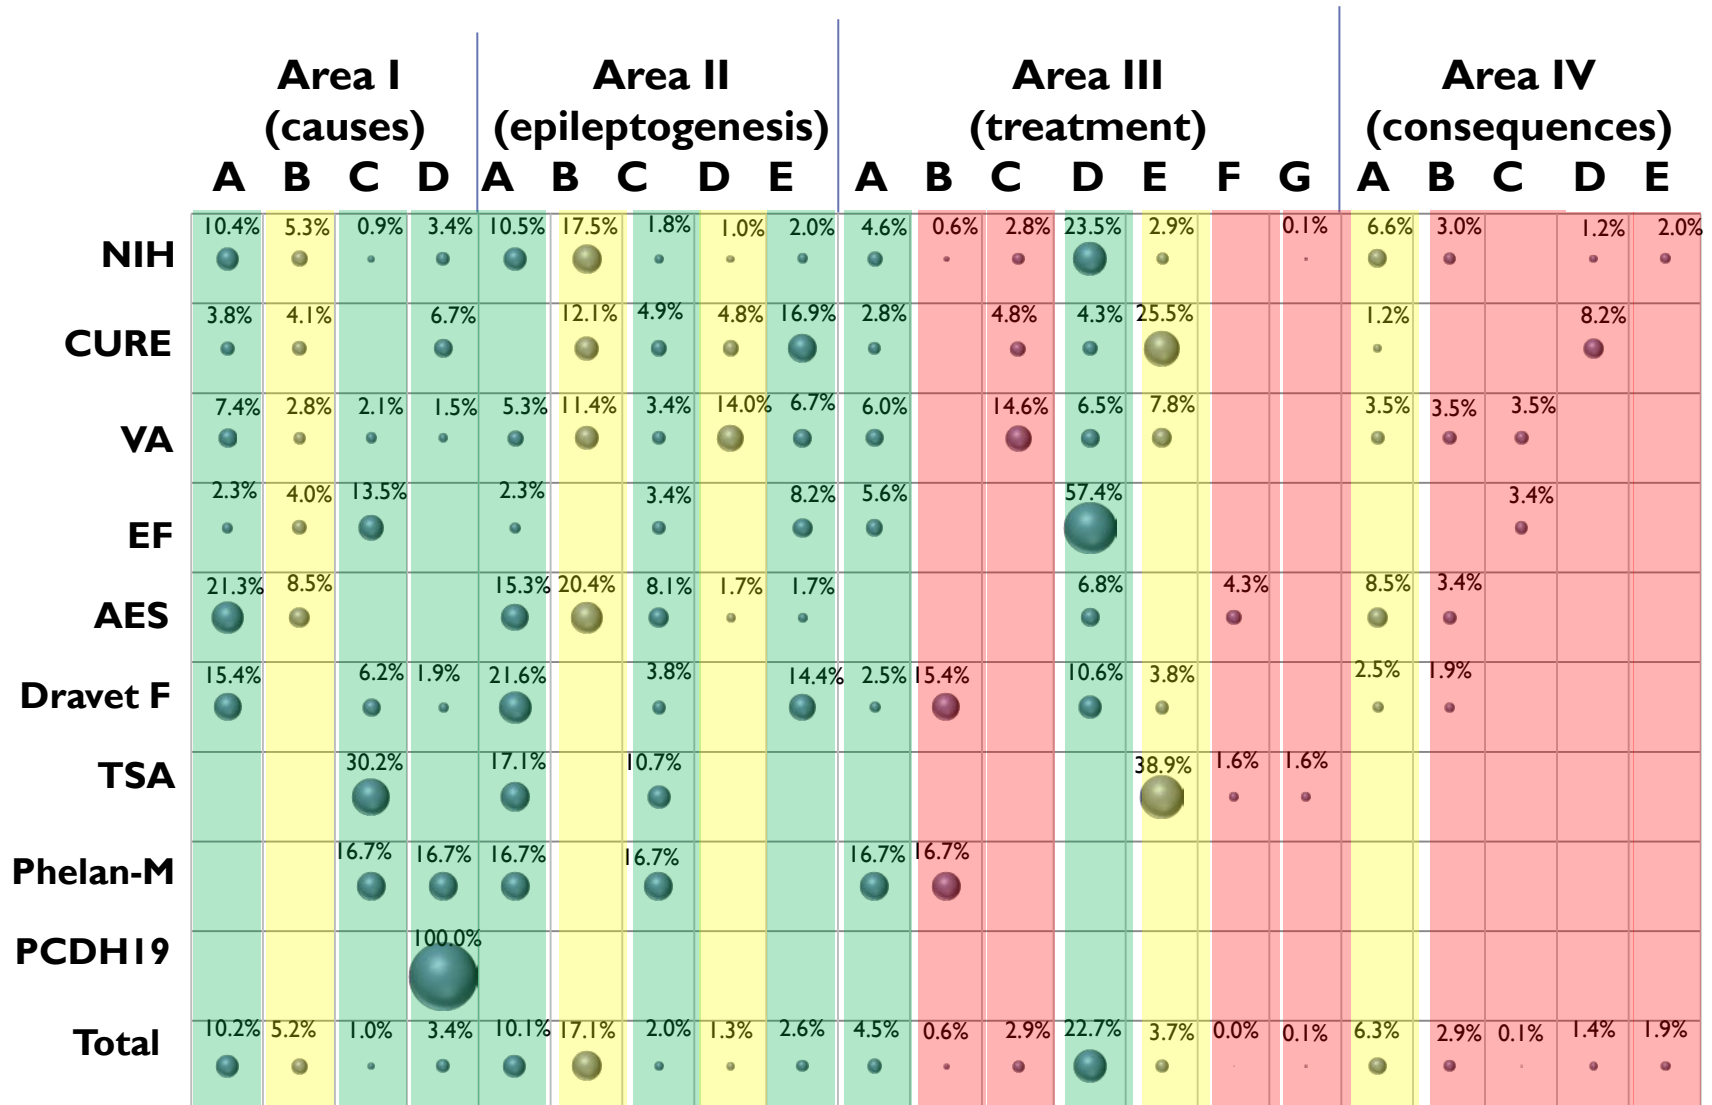 Area I Area II Area III Area IV
(causes) (epileptogenesis) (treatment) (consequences)
A B C D A B C D E A B C D E F G A B C D E
NIH 10.4% 5.3% 0.9% 3.4% 10.5% 17.5% 1.8% 1.0% 2.0% 4.6% 0.6% 2.8% 23.5% 2.9% 0.1% 6.6% 3.0% 1.2% 2.0%
CURE 3.8% 4.1% 6.7% 12.1% 4.9% 4.8% 16.9% 2.8% 4.8% 4.3% 25.5% 1.2% 8.2%
VA 7.4% 2.8% 2.1% 1.5% 5.3% 11.4% 3.4% 14.0% 6.7% 6.0% 14.6% 6.5% 7.8% 3.5% 3.5% 3.5%
EF 2.3% 4.0% 13.5% 2.3% 3.4% 8.2% 5.6% 57.4% 3.4%
AES 21.3% 8.5% 15.3% 20.4% 8.1% 1.7% 1.7% 6.8% 4.3% 8.5% 3.4%
Dravet F 15.4% 6.2% 1.9% 21.6% 3.8% 14.4% 2.5% 15.4% 10.6% 3.8% 2.5% 1.9%
TSA 30.2% 17.1% 10.7% 38.9% 1.6% 1.6%
Phelan-M 16.7% 16.7% 16.7% 16.7% 16.7% 16.7%
PCDH19 100.0%
Total 10.2% 5.2% 1.0% 3.4% 10.1% 17.1% 2.0% 1.3% 2.6% 4.5% 0.6% 2.9% 22.7% 3.7% 0.0% 0.1% 6.3% 2.9% 0.1% 1.4% 1.9%